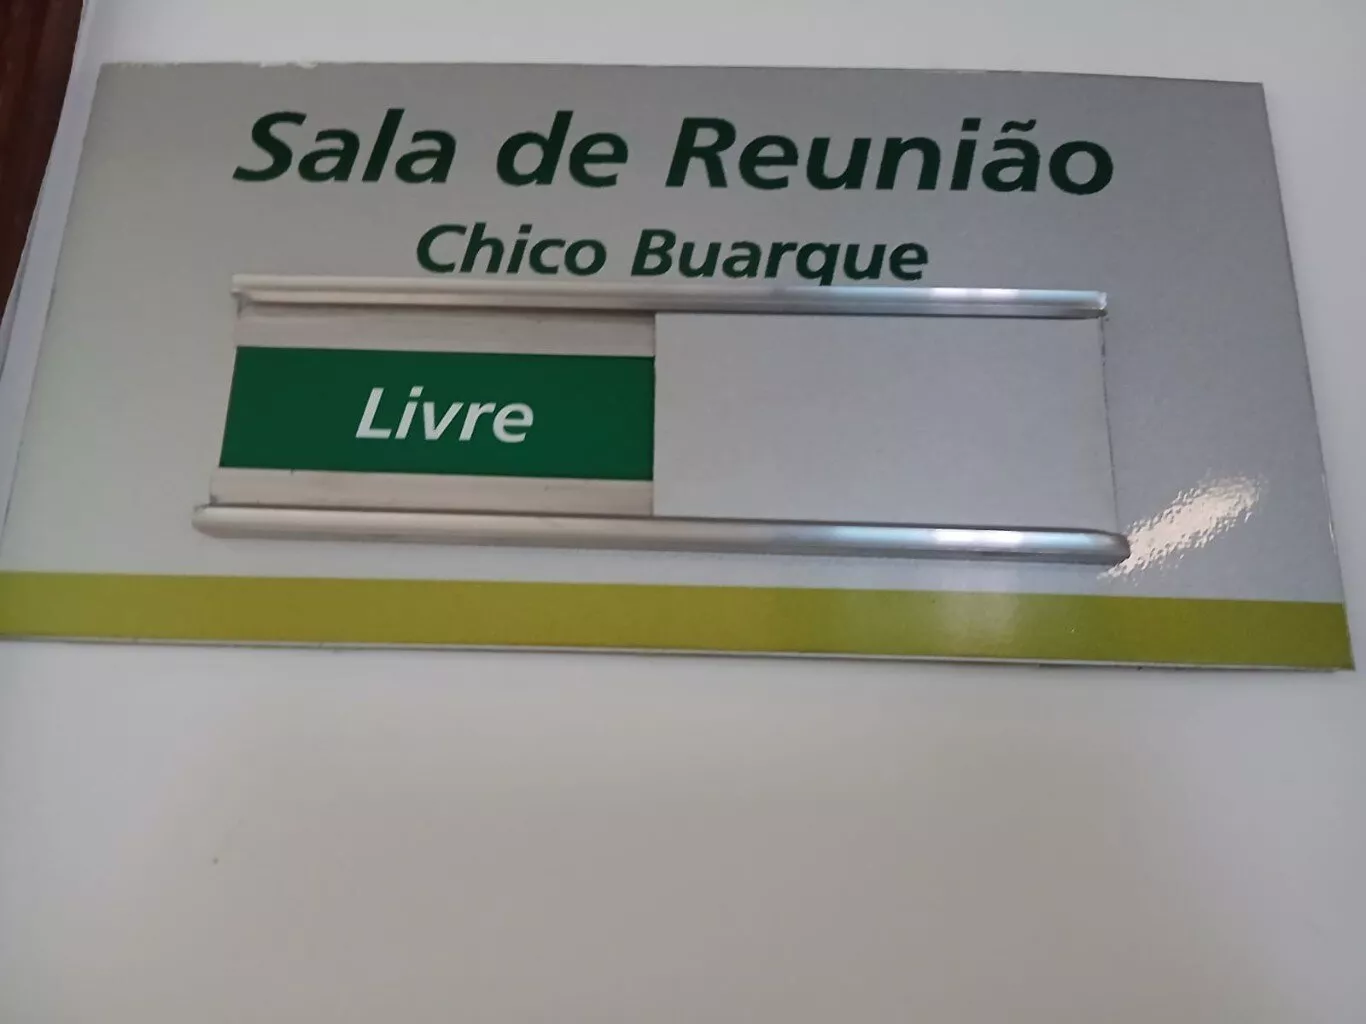 Sala de Reunião
Chico Buarque
Livre